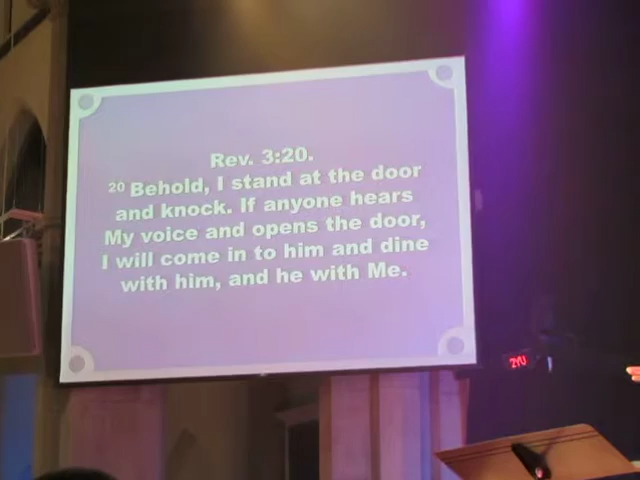 Rev. 3:20.
20 Behold, I stand at the door
and knock. If anyone hears
My voice and opens the door,
I will come in to him and dine
with him, and he with Me.